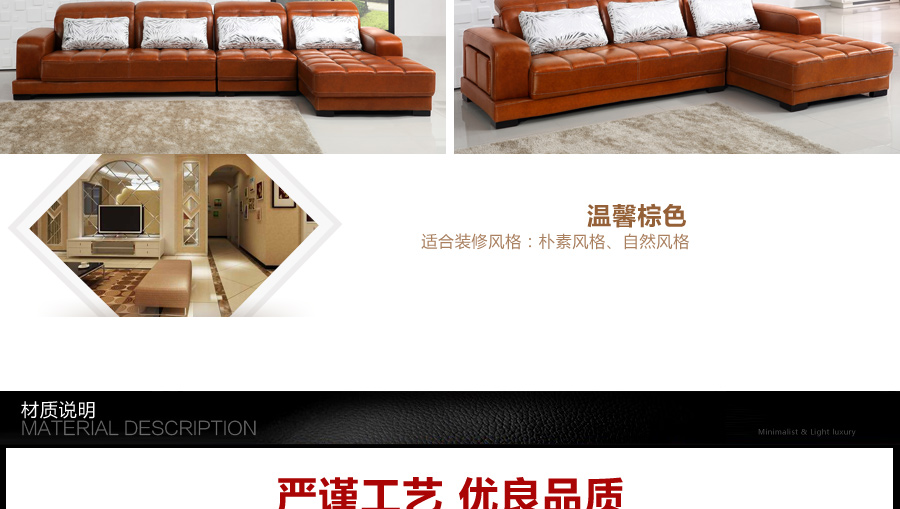 温馨棕色
适合装修风格：朴素风格、自然风格
材质说明
MATERIAL DESCRIPTION
Minimalist & Light luxury
严谨工艺 优良品质